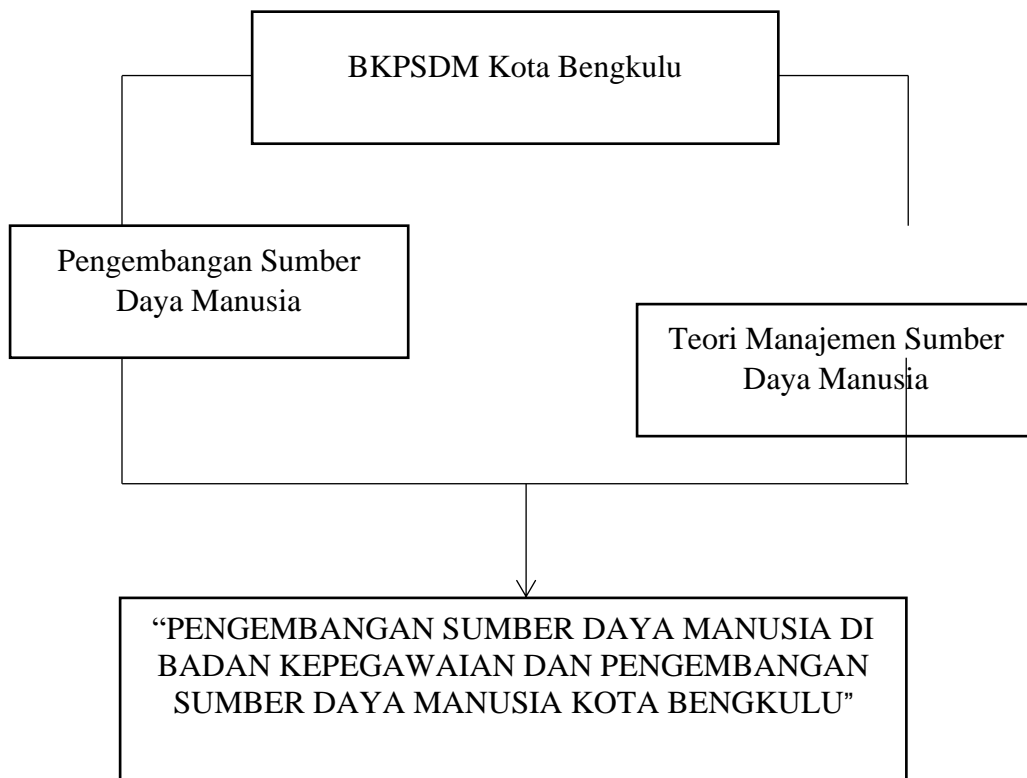 BKPSDM Kota Bengkulu
Pengembangan Sumber
Daya Manusia
Teori Manajemen Sumber
Daya Manusia
“PENGEMBANGAN SUMBER DAYA MANUSIA DI
BADAN KEPEGAWAIAN DAN PENGEMBANGAN
SUMBER DAYA MANUSIA KOTA BENGKULU”